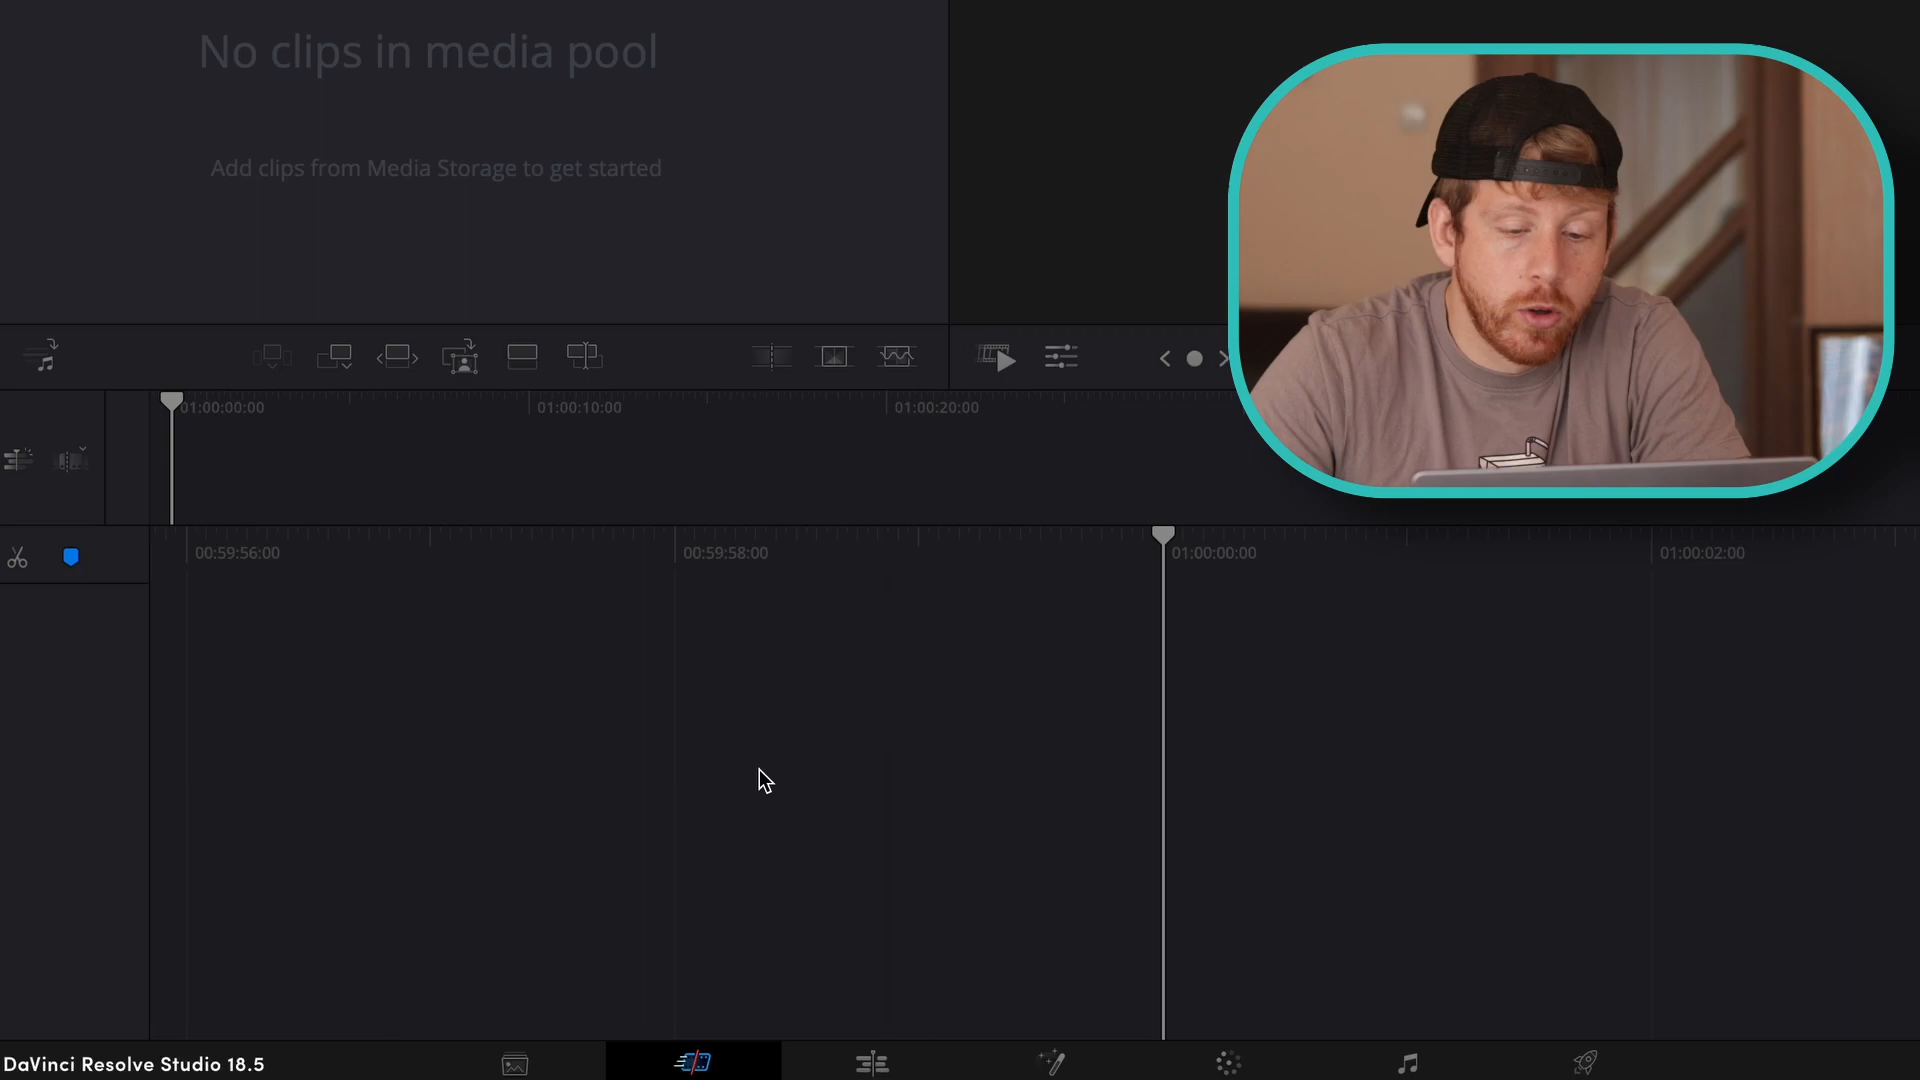 No clips in media pool
Add clips from Media Storage to get started
01:00:00:00
01:00:10:00
01:00:20:00
00:59:56:00
00:59:58:00
01:00:00:00
01:00:02:00
DaVinci Resolve Studio 18.5